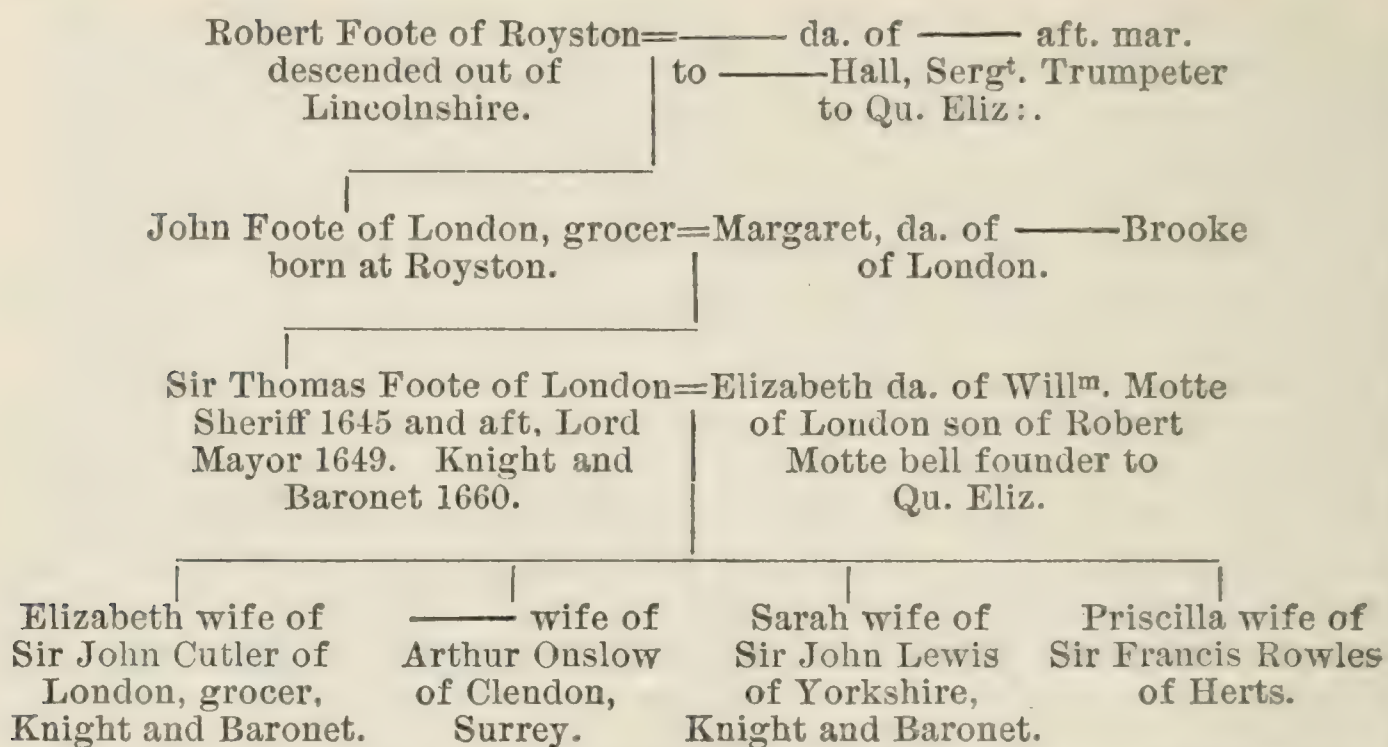 Robert Foote of Royston=——— da. of ——— aft. mar.
descended out of
Lincolnshire.
to ———Hall, Sergt. Trumpeter
to Qu. Eliz:.
John Foote of London, grocer=Margaret, da. of ———Brooke
born at Royston.
of London.
Sir Thomas Foote of London=Elizabeth da. of Willm. Motte
Sheriff 1645 and aft, Lord
Mayor 1649. Knight and
Baronet 1660.
of London son of Robert
Motte bell founder to
Qu. Eliz.
Elizabeth wife of
Sir John Cutler of
London, grocer,
Knight and Baronet.
——— wife of
Arthur Onslow
of Clendon,
Surrey.
Sarah wife of
Sir John Lewis
of Yorkshire,
Knight and Baronet.
Priscilla wife of
Sir Francis Rowles
of Herts.